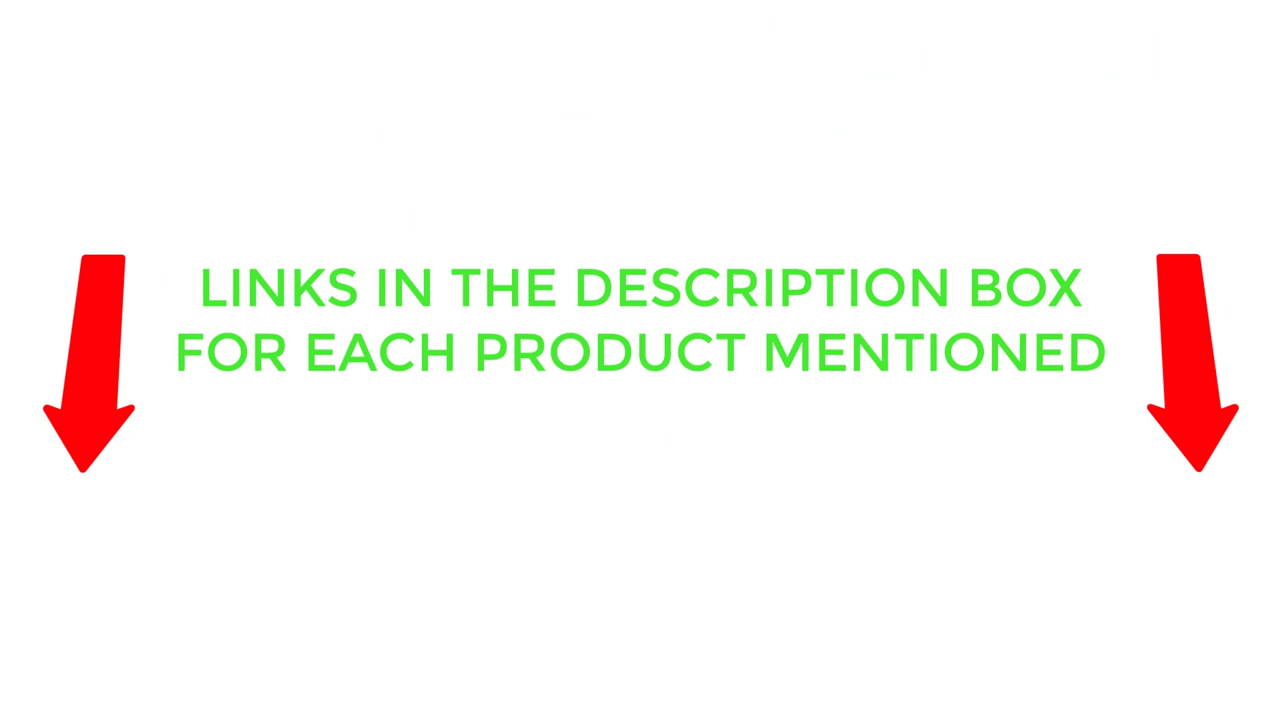 LINKS IN THE DESCRIPTION BOX
FOR EACH PRODUCT MENTIONED